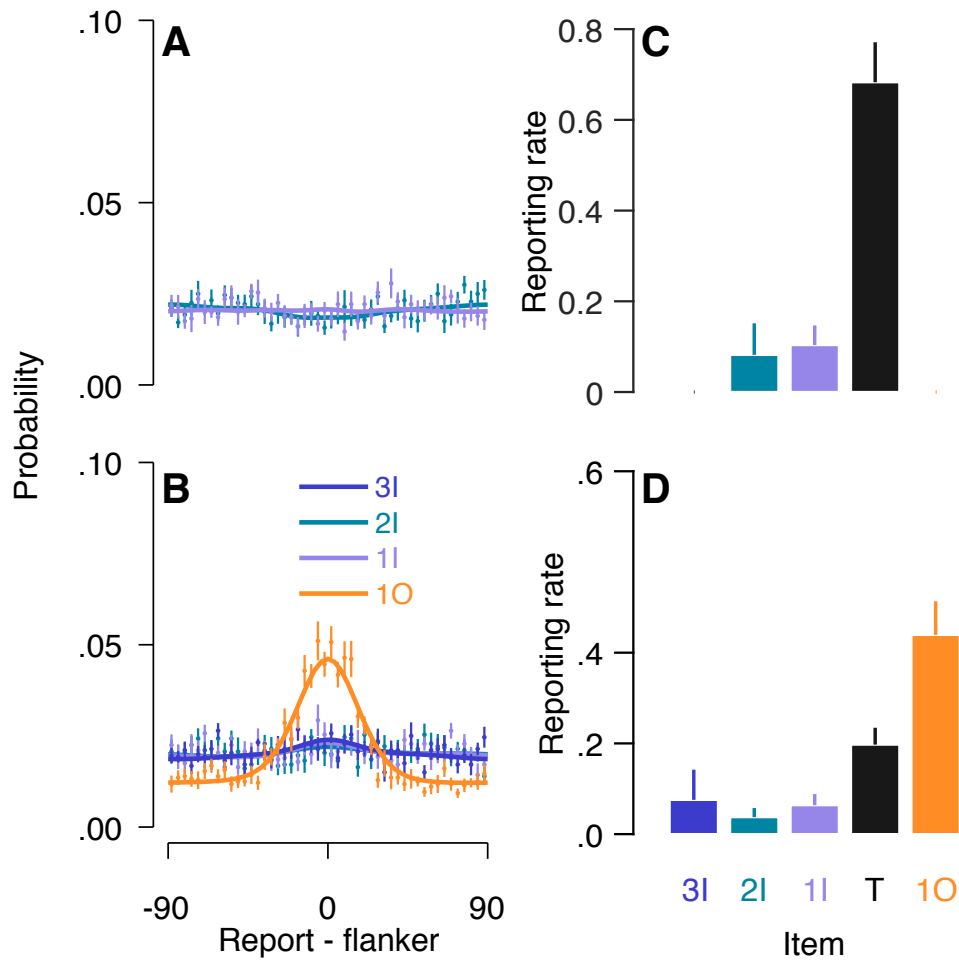 Probability
A
.10
.05
.00
B
.10
.05
.00
3I
2I
1I
1O
-90 0 90
Report - flanker
C
Reporting rate
0.8
0.6
0.4
0.2
0
D
Reporting rate
.6
.4
.2
.0
3I 2I 1I T 1O
Item